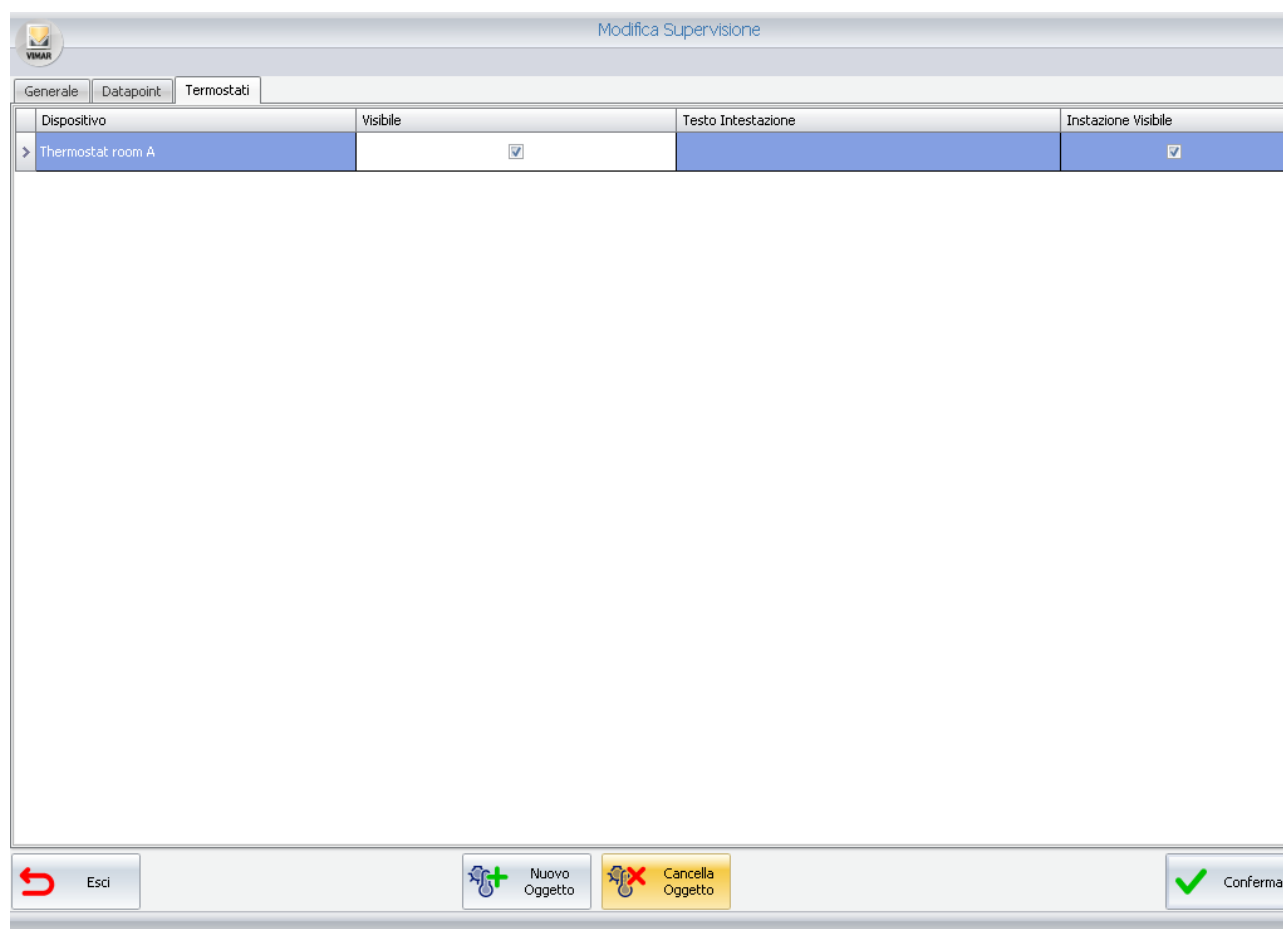 Modifica Supervisione
VIMAR
Generale Datapoint Termostati
Dispositivo Visibile Testo Intestazione Instazione Visibile
Thermostat room A
Esci
Nuovo
Oggetto
Cancella
Oggetto
Conferma